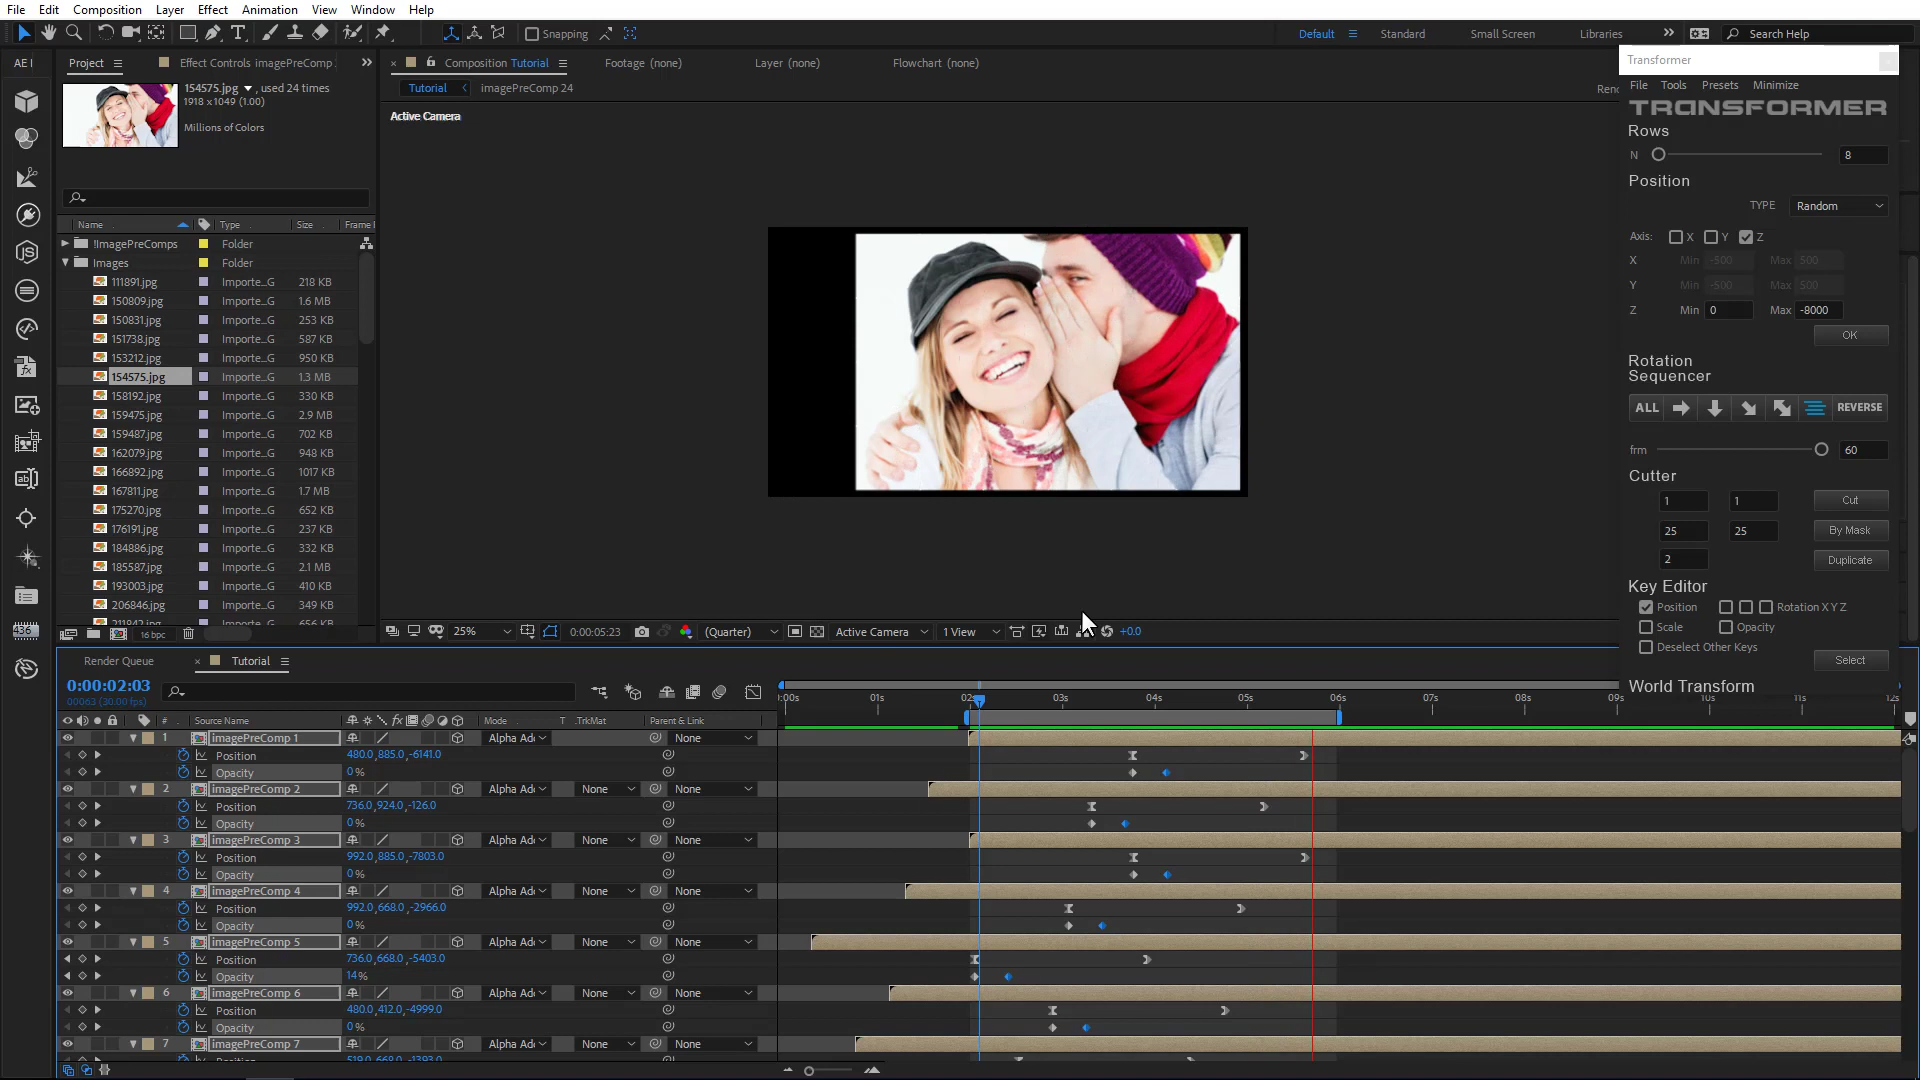 File Edit Composition Layer Effect Animation View Window Help
Snapping
Default Standard Small Screen Libraries Search Help
AE I Project Effect Controls imagePreComp
Composition Tutorial Footage (none) Layer (none) Flowchart (none)
Tutorial imagePreComp 24
Active Camera
154575.jpg , used 24 times
1918 x 1049 (1.00)
Millions of Colors
Name Type Size Frame
!ImagePreComps Folder
Images Folder
111891.jpg Importe...G 218 KB
150809.jpg Importe...G 1.6 MB
150831.jpg Importe...G 253 KB
151738.jpg Importe...G 587 KB
153212.jpg Importe...G 950 KB
154575.jpg Importe...G 1.3 MB
158192.jpg Importe...G 330 KB
159475.jpg Importe...G 2.9 MB
159487.jpg Importe...G 702 KB
162079.jpg Importe...G 948 KB
166892.jpg Importe...G 1017 KB
167811.jpg Importe...G 1.7 MB
175270.jpg Importe...G 652 KB
176191.jpg Importe...G 237 KB
184886.jpg Importe...G 332 KB
185587.jpg Importe...G 2.1 MB
193003.jpg Importe...G 410 KB
206846.jpg Importe...G 349 KB
16 bpc
25% 0:00:05:23 (Quarter) Active Camera 1 View +0.0
Transformer
File Tools Presets Minimize
TRANSFORMER
Rows
N 8
Position
TYPE Random
Axis: X Y Z
X Min -500 Max 500
Y Min -500 Max 500
Z Min 0 Max -8000
OK
Rotation
Sequencer
ALL REVERSE
frm 60
Cutter
1 1 Cut
25 25 By Mask
2 Duplicate
Key Editor
Position Rotation X Y Z
Scale Opacity
Deselect Other Keys
Select
World Transform
Render Queue Tutorial
0:00:02:03
00063 (30.00 fps)
:00s 01s 02s 03s 04s 05s 06s 07s 08s 09s 10s 11s 12s
# Source Name Mode T .TrkMat Parent & Link
1 imagePreComp 1 Alpha Ad None
Position 480.0,885.0,-6141.0
Opacity 0 %
2 imagePreComp 2 Alpha Ad None None
Position 736.0,924.0,-126.0
Opacity 0 %
3 imagePreComp 3 Alpha Ad None None
Position 992.0,885.0,-7803.0
Opacity 0 %
4 imagePreComp 4 Alpha Ad None None
Position 992.0,668.0,-2966.0
Opacity 0 %
5 imagePreComp 5 Alpha Ad None None
Position 736.0,668.0,-5403.0
Opacity 14 %
6 imagePreComp 6 Alpha Ad None None
Position 480.0,412.0,-4999.0
Opacity 0 %
7 imagePreComp 7 Alpha Ad None None